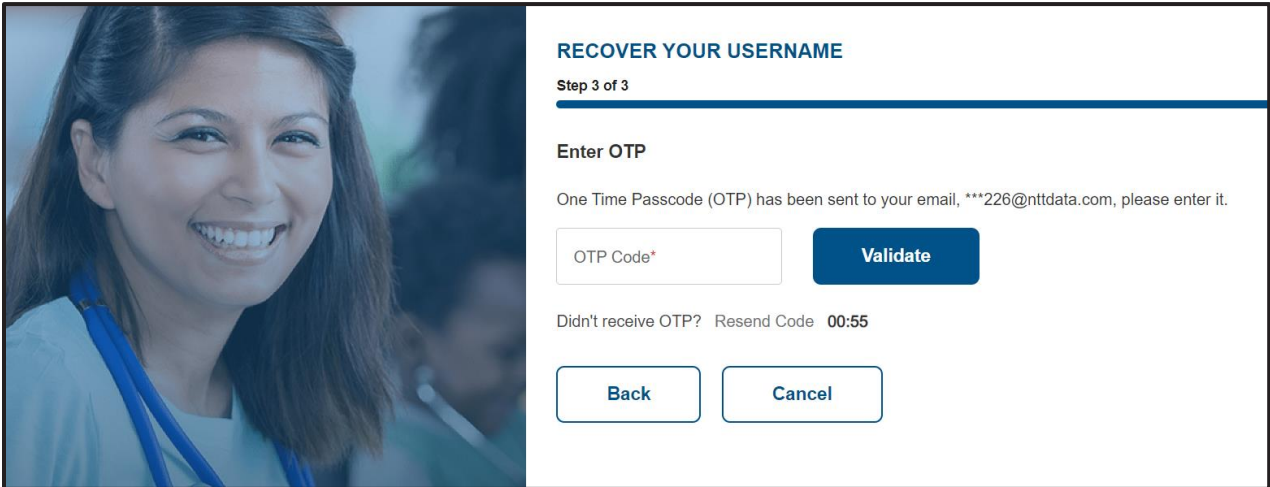 RECOVER YOUR USERNAME
Step 3 of 3
Enter OTP
One Time Passcode (OTP) has been sent to your email, ***226@nttdata.com, please enter it.
OTP Code*
Validate
Didn't receive OTP? Resend Code 00:55
Back
Cancel